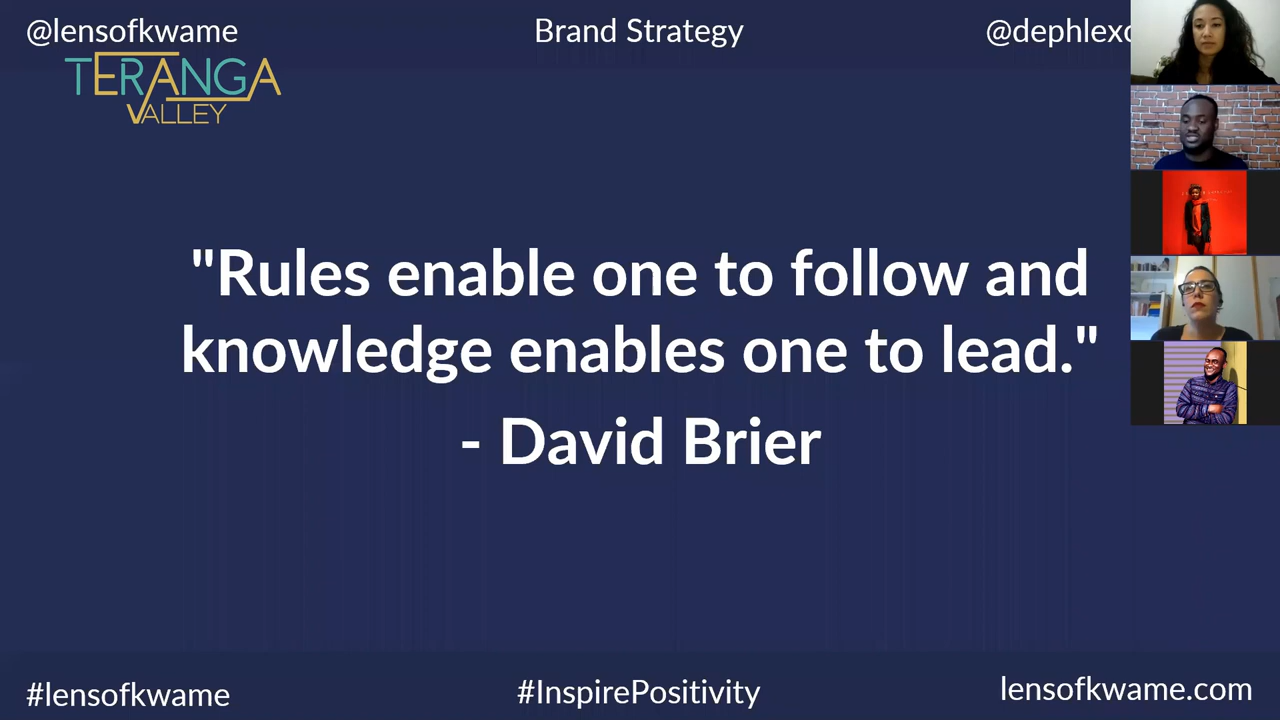 @lensofkwame
Brand Strategy
TERANGA
VALLEY
"Rules enable one to follow and
knowledge enables one to lead."
- David Brier
#lensofkwame
#InspirePositivity
lensofkwame.com